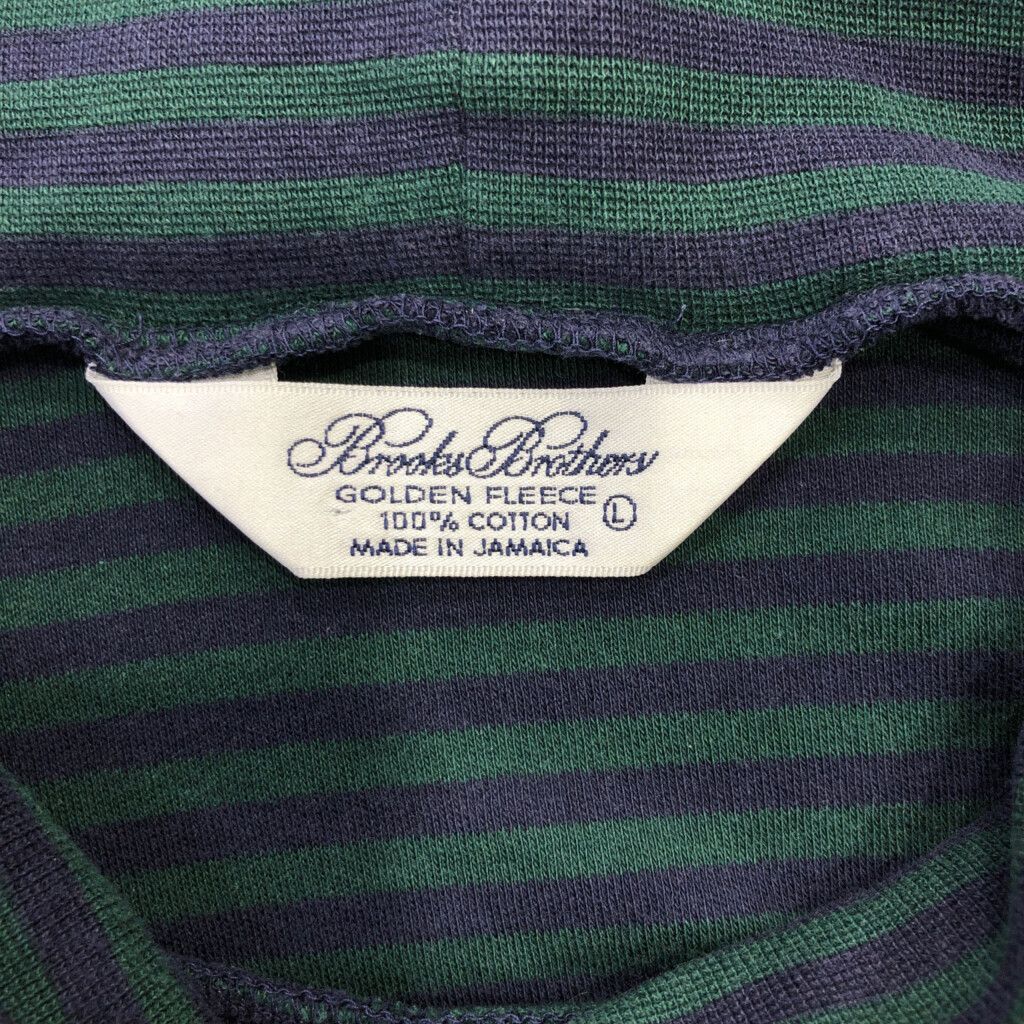 Brooks Brothers
GOLDEN FLEECE
100% COTTON Ⓛ
MADE IN JAMAICA